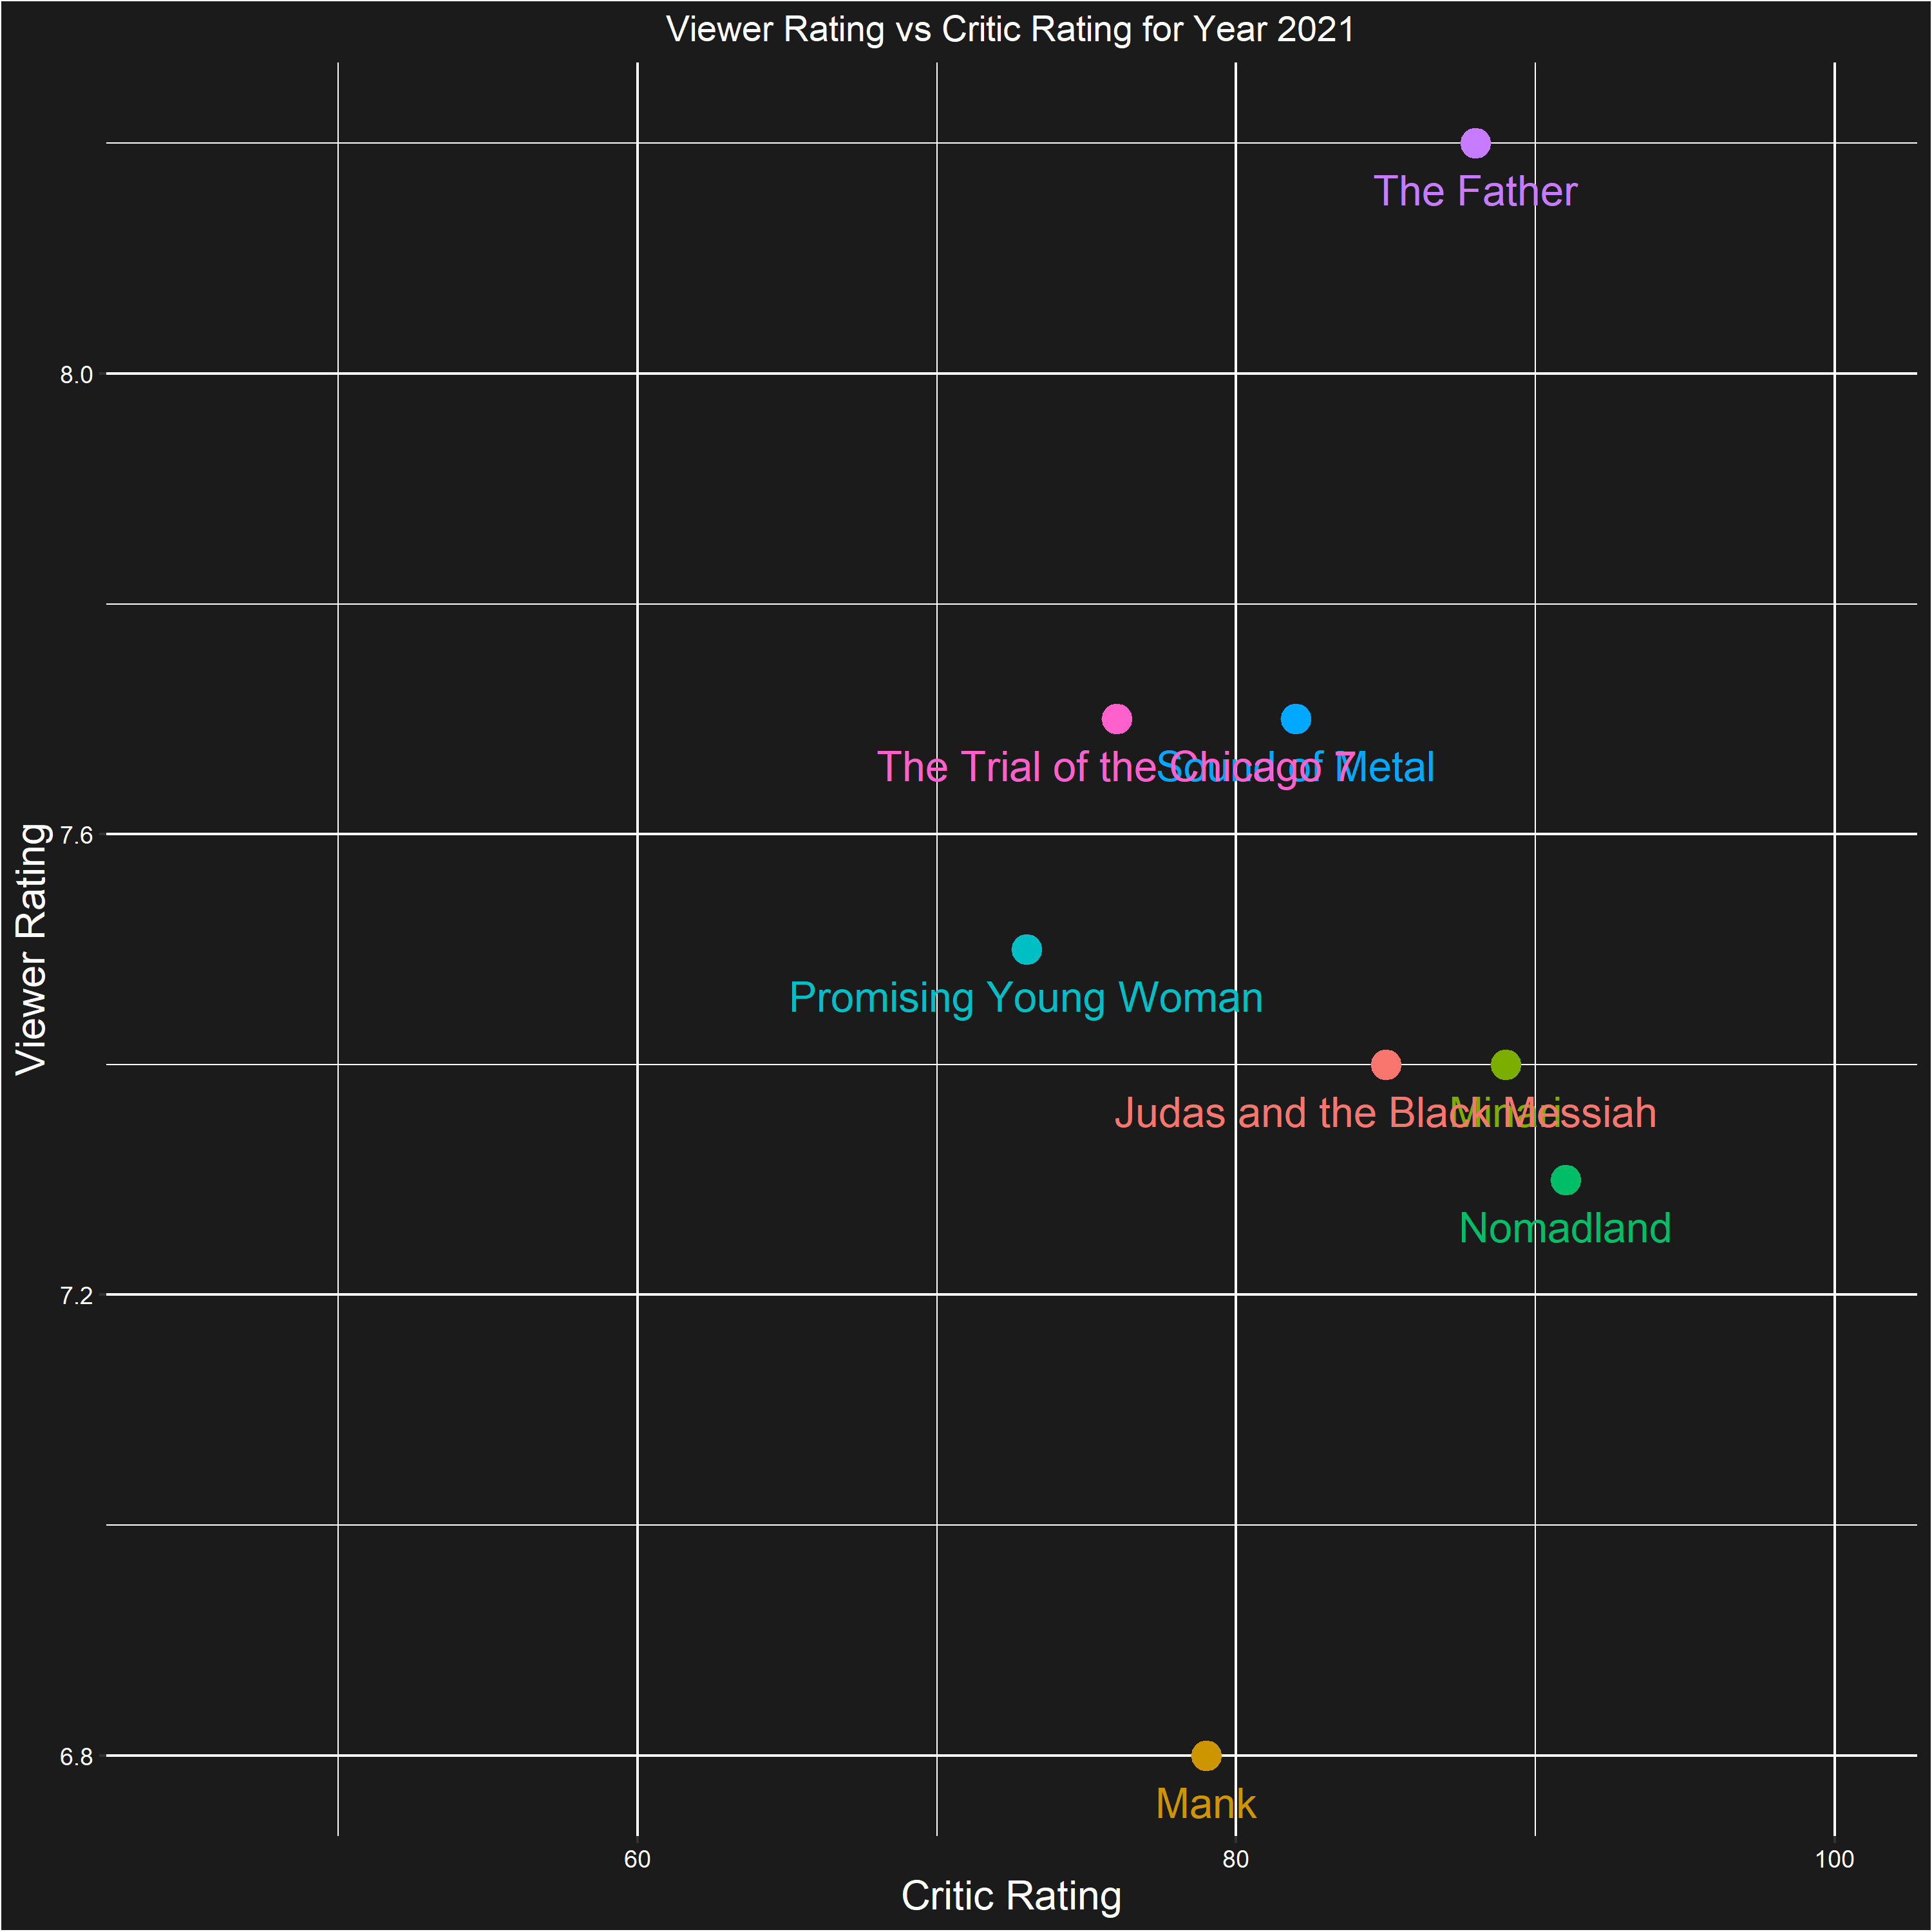 Viewer Rating vs Critic Rating for Year 2021
The Father
8.0
The Trial of the Chicago 7
Sound of Metal
7.6
Viewer Rating
Promising Young Woman
Judas and the Black Messiah
Minari
Nomadland
7.2
6.8
Mank
60
80
100
Critic Rating